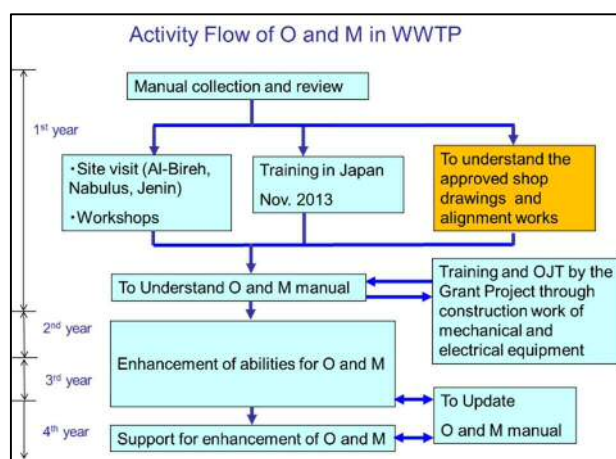 Activity Flow of O and M in WWTP
Manual collection and review
1st year
・Site visit (Al-Bireh,
Nabulus, Jenin)
・Workshops
Training in Japan
Nov. 2013
To understand the
approved shop
drawings and
alignment works
To Understand O and M manual
Training and OJT by the
Grant Project through
construction work of
mechanical and
electrical equipment
2nd year
Enhancement of abilities for O and M
3rd year
To Update
O and M manual
4th year
Support for enhancement of O and M